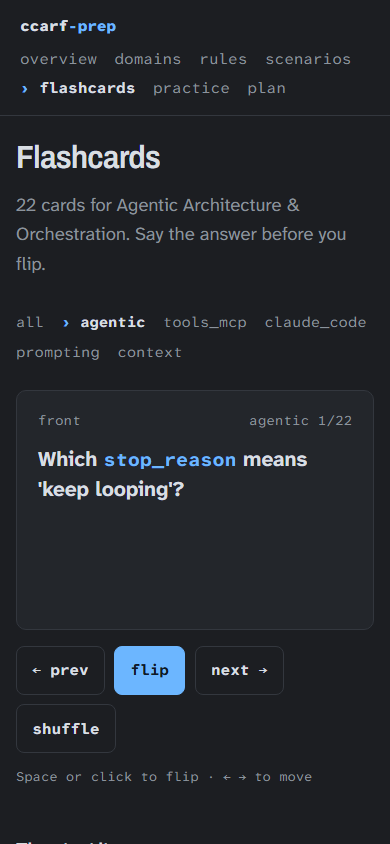 ccarf-prep
overview domains rules scenarios
› flashcards practice plan
Flashcards
22 cards for Agentic Architecture &
Orchestration. Say the answer before you
flip.
all › agentic tools_mcp claude_code
prompting context
front agentic 1/22
Which stop_reason means
'keep looping'?
← prev flip next →
shuffle
Space or click to flip · ← → to move